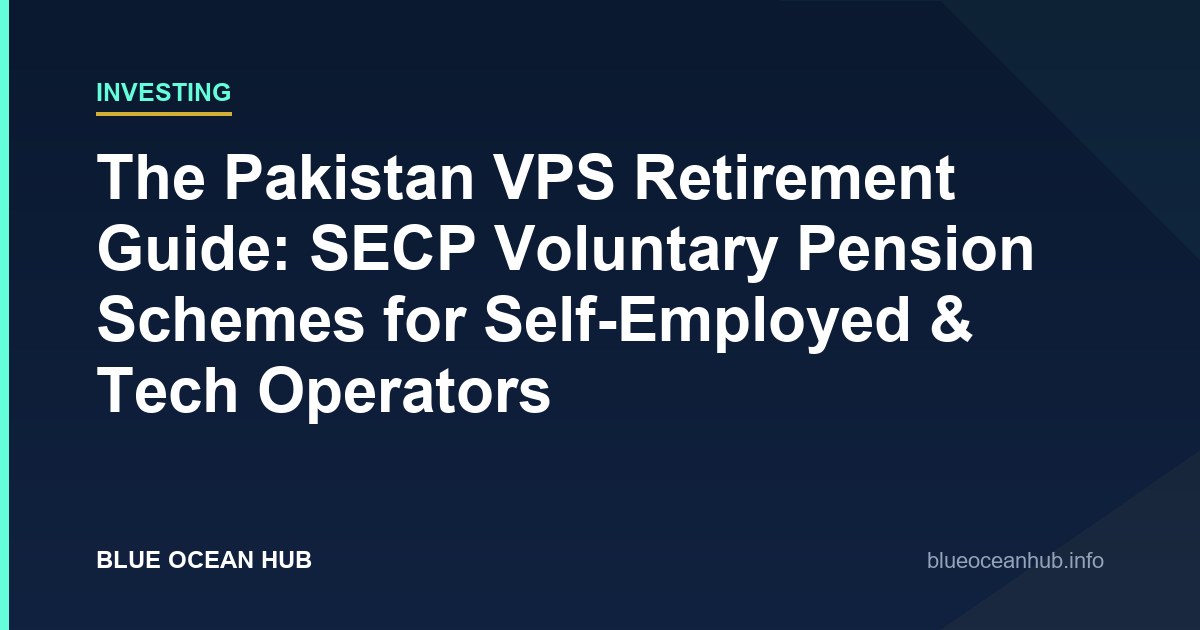 INVESTING
The Pakistan VPS Retirement
Guide: SECP Voluntary Pension
Schemes for Self-Employed &
Tech Operators
BLUE OCEAN HUB
blueoceanhub.info